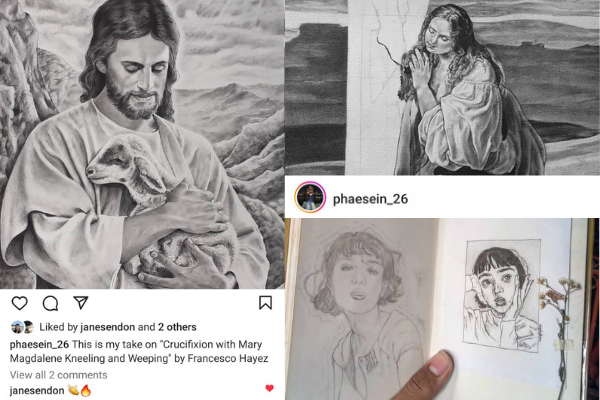 Liked by janesendon and 2 others
phaesein_26 This is my take on "Crucifixion with Mary
Magdalene Kneeling and Weeping" by Francesco Hayez
View all 2 comments
janesendon 👏🔥
phaesein_26